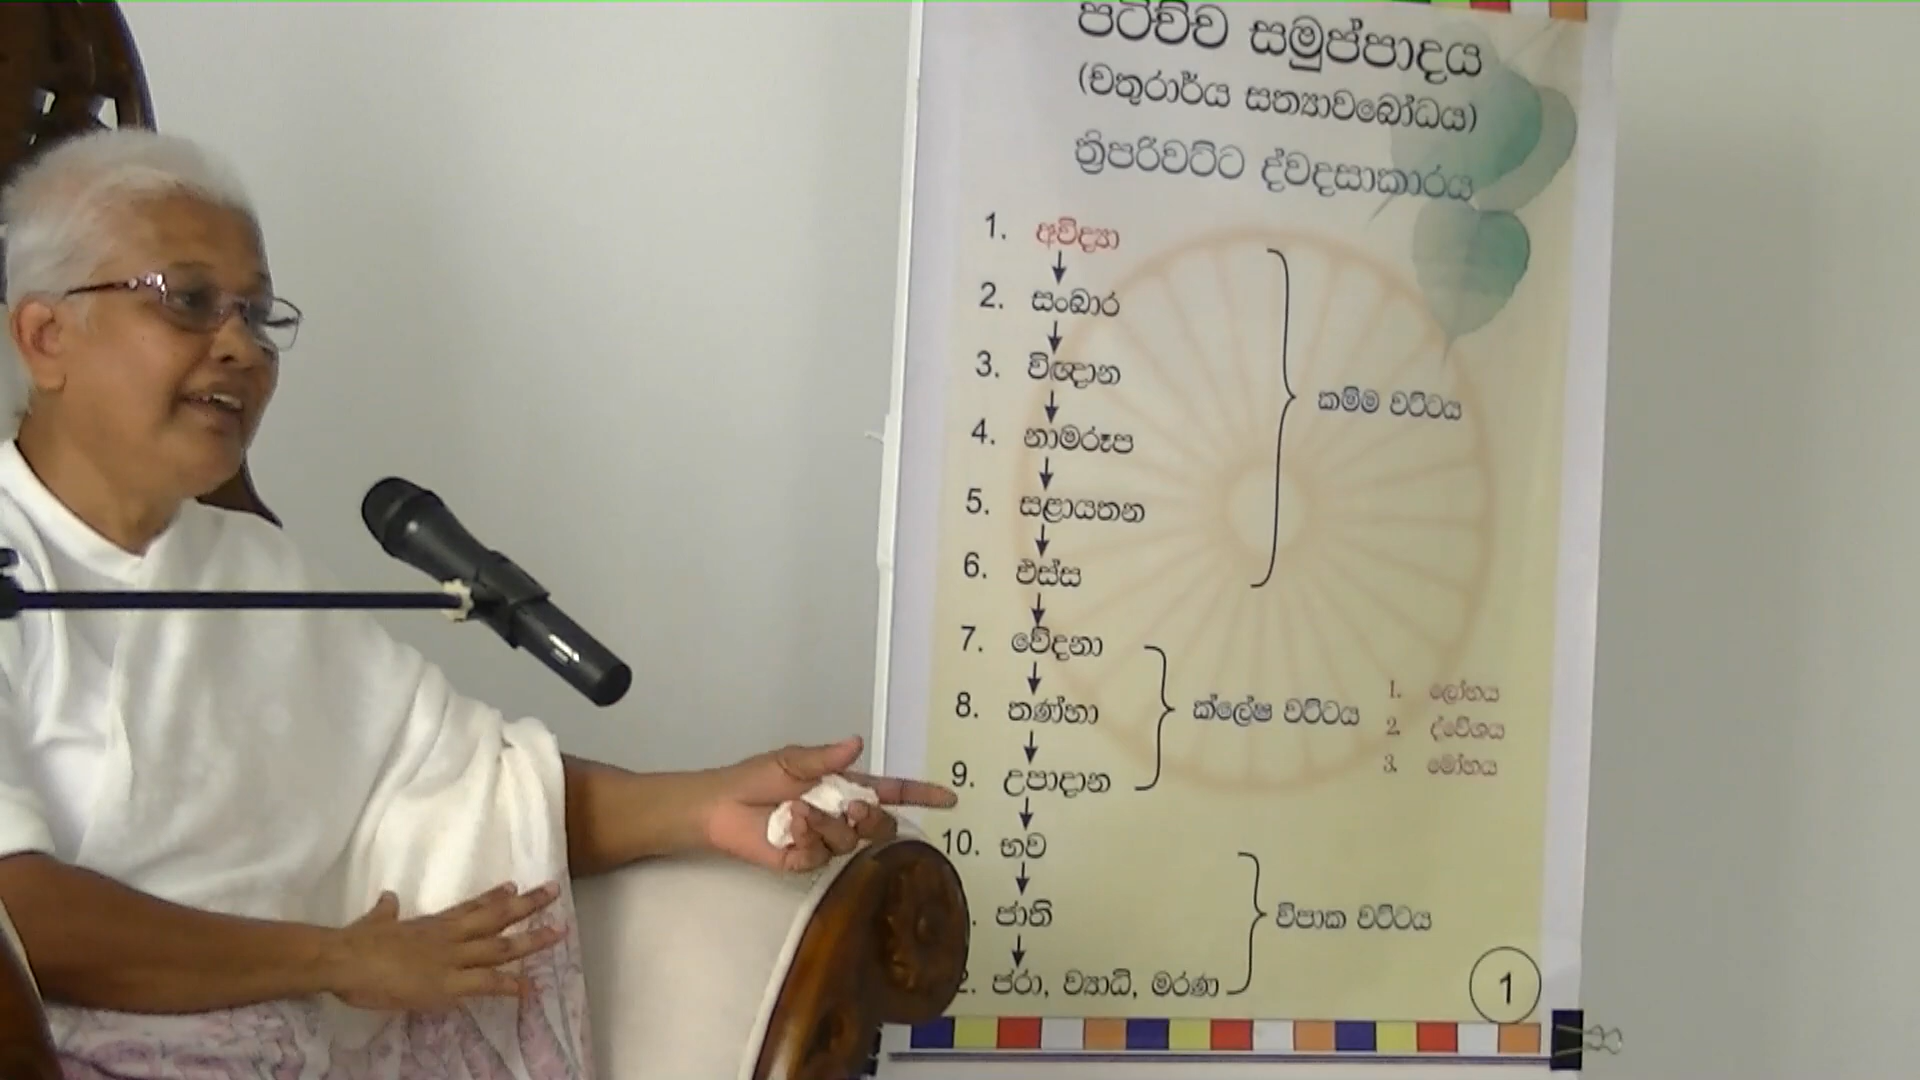 පටිච්ච සමුප්පාදය
(චතුරාර්ය සත්‍යාවබෝධය)
ත්‍රිපරිවට්ට ද්වදසාකාරය
1. අවිද්‍යා
2. සංඛාර
3. විඥාන
4. නාමරූප
5. සළායතන
6. ඵස්ස
කම්ම වට්ටය
7. වේදනා
8. තණ්හා
9. උපාදාන
ක්ලේෂ වට්ටය
1. ලෝභය
2. ද්වේශය
3. මෝහය
10. භව
. ජාති
2. ජරා, ව්‍යාධි, මරණ
විපාක වට්ටය
1